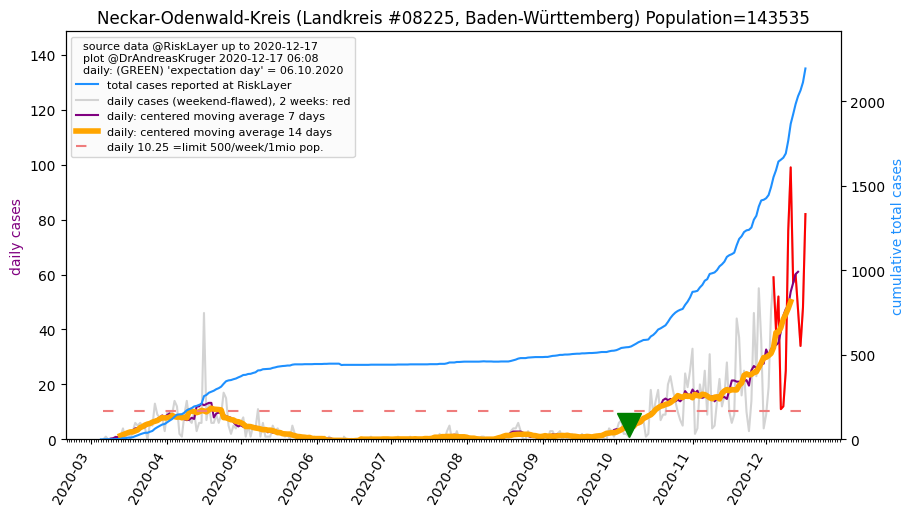 Neckar-Odenwald-Kreis (Landkreis #08225, Baden-Württemberg) Population=143535
source data @RiskLayer up to 2020-12-17
plot @DrAndreasKruger 2020-12-17 06:08
daily: (GREEN) 'expectation day' = 06.10.2020
total cases reported at RiskLayer
daily cases (weekend-flawed), 2 weeks: red
daily: centered moving average 7 days
daily: centered moving average 14 days
daily 10.25 =limit 500/week/1mio pop.
daily cases
140
120
100
80
60
40
20
0
cumulative total cases
2000
1500
1000
500
0
2020-03
2020-04
2020-05
2020-06
2020-07
2020-08
2020-09
2020-10
2020-11
2020-12